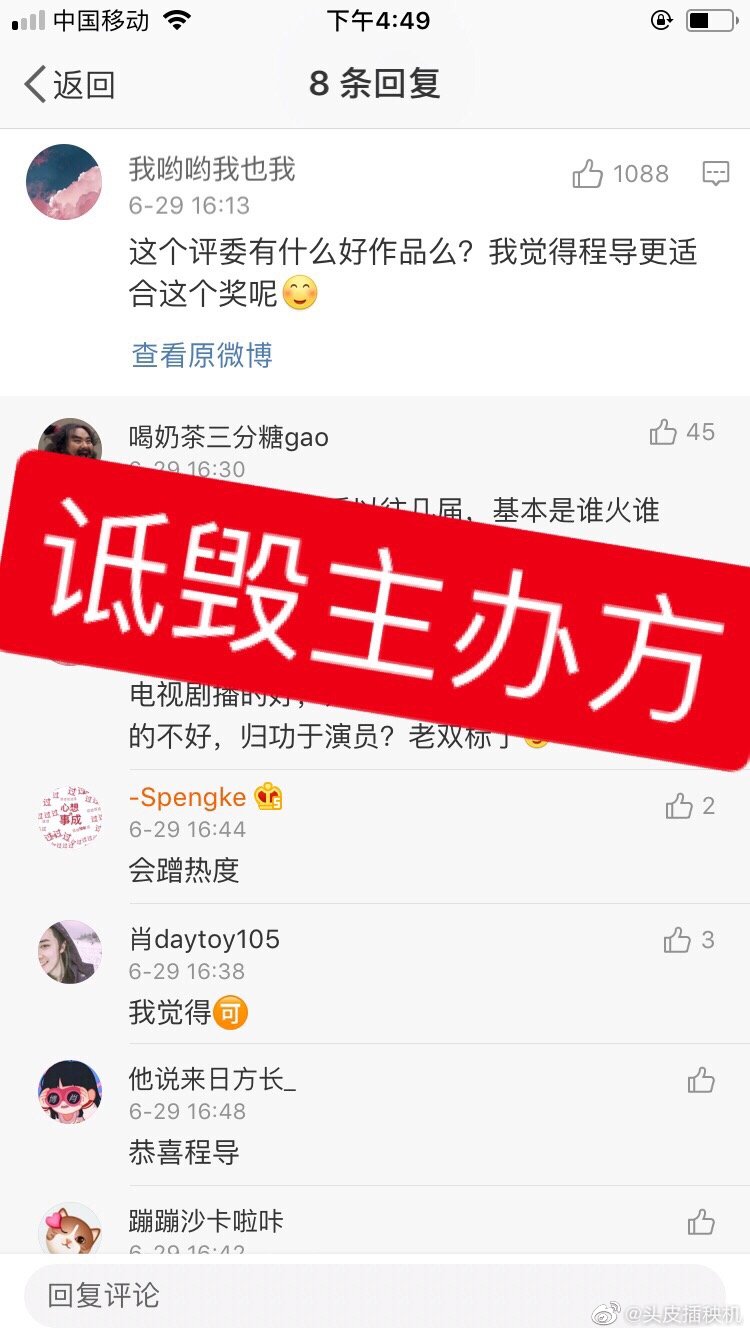 中国移动
下午4:49
返回
8 条回复
我哟哟我也我
1088
6-29 16:13
这个评委有什么好作品么？我觉得程导更适
合这个奖呢
查看原微博
喝奶茶三分糖gao
45
6-29 16:30
以往几届，基本是谁火谁
诋毁主办方
电视剧播的好，
的不好，归功于演员？老双标了
-Spengke
2
6-29 16:44
心想
事成
会蹭热度
肖daytoy105
3
6-29 16:38
我觉得可
他说来日方长_
6-29 16:48
恭喜程导
蹦蹦沙卡啦咔
6-29 16:42
回复评论
@头皮插秧机